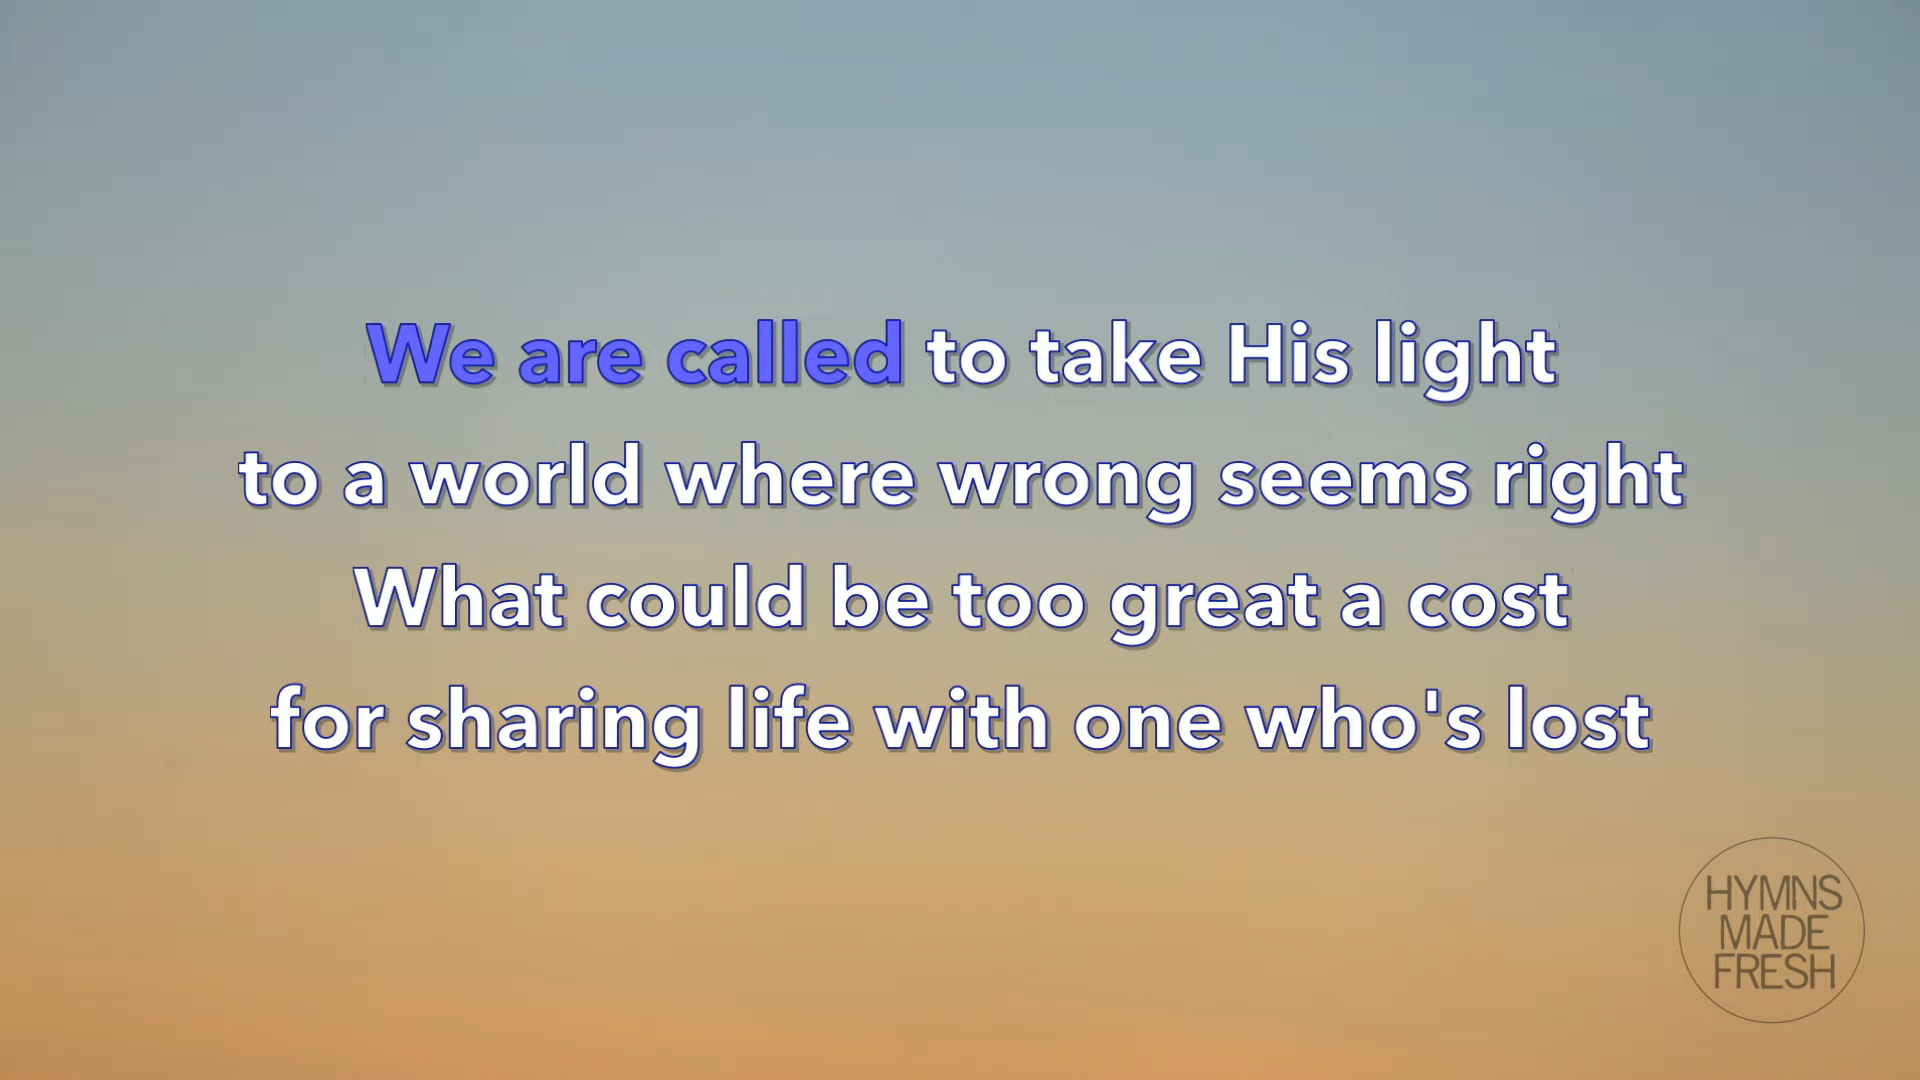 We are called to take His light
to a world where wrong seems right
What could be too great a cost
for sharing life with one who's lost
HYMNS
MADE
FRESH